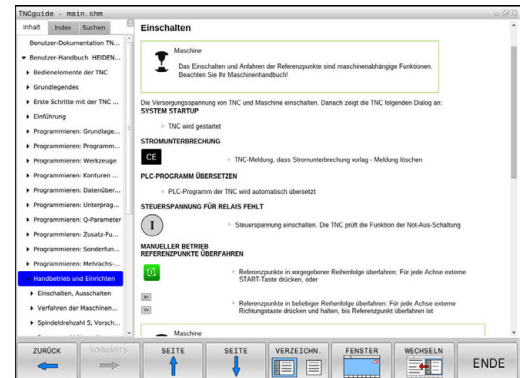 TNCguide - main.chm
Inhalt Index Suchen
Benutzer-Dokumentation TN...
Benutzer-Handbuch HEIDEN...
Bedienelemente der TNC
Grundlegendes
Erste Schritte mit der TNC ...
Einführung
Programmieren: Grundlage...
Programmieren: Programm...
Programmieren: Werkzeuge
Programmieren: Konturen ...
Programmieren: Datenüber...
Programmieren: Unterprog...
Programmieren: Q-Parameter
Programmieren: Zusatz-Fu...
Programmieren: Sonderfun...
Programmieren: Mehrachs-...
Handbetrieb und Einrichten
Einschalten, Ausschalten
Verfahren der Maschinen...
Spindeldrehzahl S, Vorsch...
Einschalten
Maschine
Das Einschalten und Anfahren der Referenzpunkte sind maschinenabhängige Funktionen.
Beachten Sie Ihr Maschinenhandbuch!
Die Versorgungsspannung von TNC und Maschine einschalten. Danach zeigt die TNC folgenden Dialog an:
SYSTEM STARTUP
TNC wird gestartet
STROMUNTERBRECHUNG
CE
TNC-Meldung, dass Stromunterbrechung vorlag - Meldung löschen
PLC-PROGRAMM ÜBERSETZEN
PLC-Programm der TNC wird automatisch übersetzt
STEUERSPANNUNG FÜR RELAIS FEHLT
I
Steuerspannung einschalten. Die TNC prüft die Funktion der Not-Aus-Schaltung
MANUELLER BETRIEB
REFERENZPUNKTE ÜBERFAHREN
Referenzpunkte in vorgegebener Reihenfolge überfahren: Für jede Achse externe
START-Taste drücken, oder
X+
Y+
Referenzpunkte in beliebiger Reihenfolge überfahren: Für jede Achse externe
Richtungstaste drücken und halten, bis Referenzpunkt überfahren ist
Maschine
ZURÜCK
VORWÄRTS
SEITE
SEITE
VERZEICHN.
FENSTER
WECHSELN
ENDE